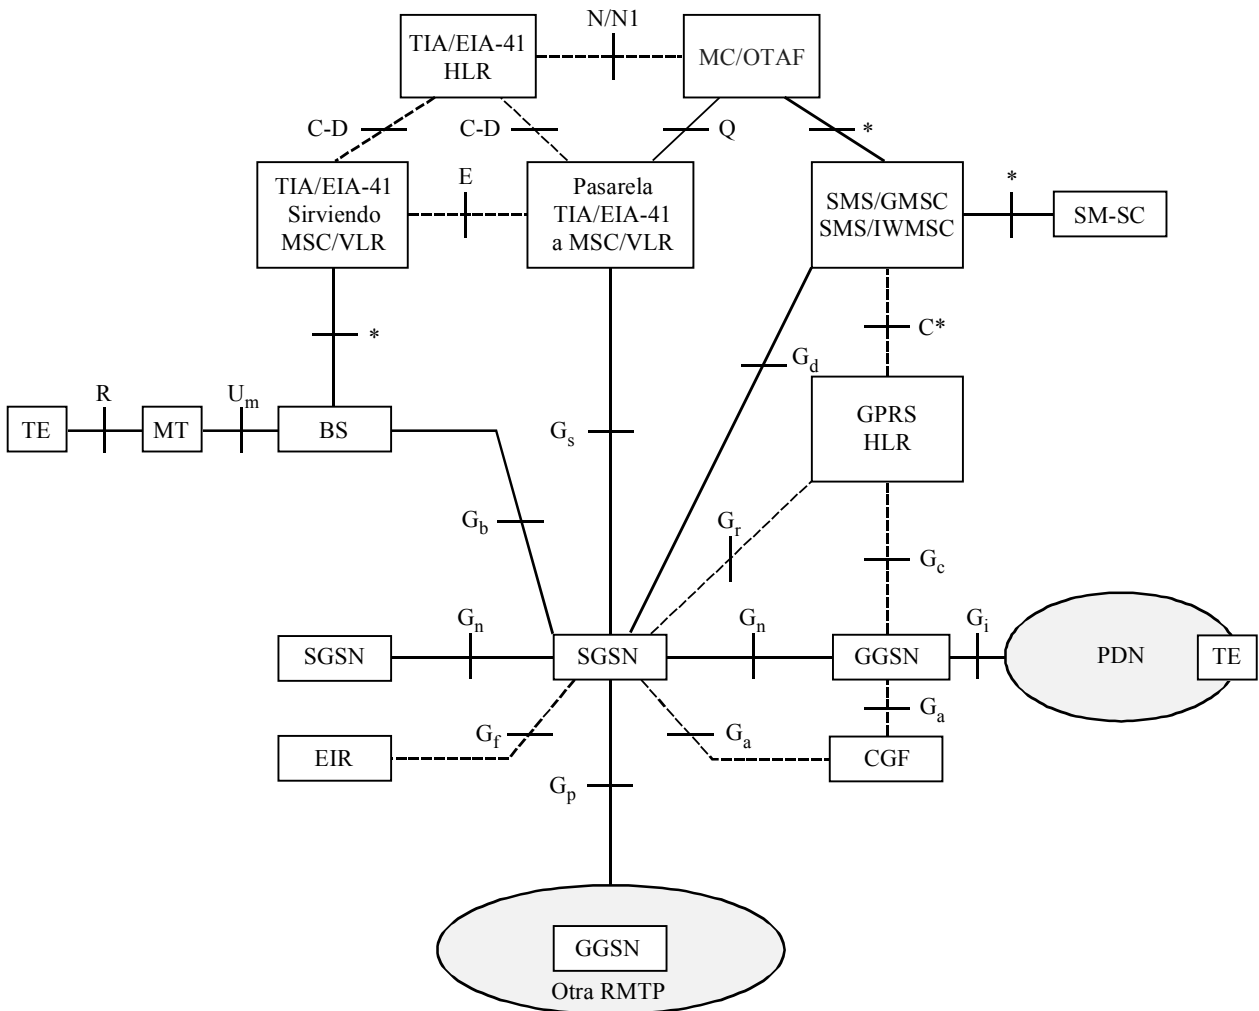 N/N1
TIA/EIA-41
HLR
MC/OTAF
C-D
C-D
Q
*
TIA/EIA-41
Sirviendo
MSC/VLR
E
Pasarela
TIA/EIA-41
a MSC/VLR
SMS/GMSC
SMS/IWMSC
*
SM-SC
*
C*
Gd
R
Um
TE
MT
BS
Gs
GPRS
HLR
Gb
Gr
Gc
Gn
Gn
Gi
SGSN
SGSN
GGSN
PDN
TE
Gf
Ga
Ga
EIR
CGF
Gp
GGSN
Otra RMTP